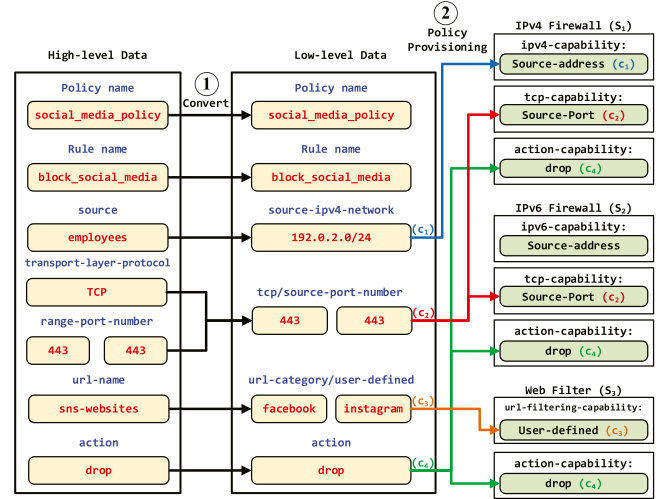 High-level Data
Policy name
social_media_policy
Rule name
block_social_media
source
employees
transport-layer-protocol
TCP
range-port-number
443 443
url-name
sns-websites
action
drop
1
Convert
Low-level Data
Policy name
social_media_policy
Rule name
block_social_media
source-ipv4-network
192.0.2.0/24 (c1)
tcp/source-port-number
443 443 (c2)
url-category/user-defined
facebook instagram (c3)
action
drop (c4)
2
Policy
Provisioning
IPv4 Firewall (S1)
ipv4-capability:
Source-address (c1)
tcp-capability:
Source-Port (c2)
action-capability:
drop (c4)
IPv6 Firewall (S2)
ipv6-capability:
Source-address
tcp-capability:
Source-Port (c2)
action-capability:
drop (c4)
Web Filter (S3)
url-filtering-capability:
User-defined (c3)
action-capability:
drop (c4)